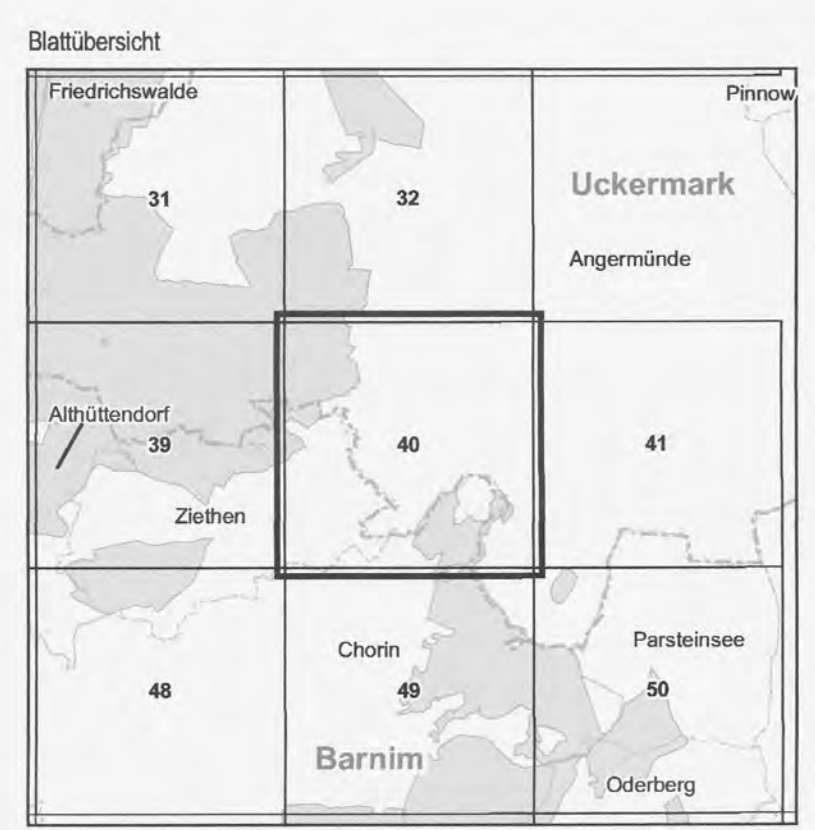 Blattübersicht
Friedrichswalde
Pinnow
31
32
Uckermark
Angermünde
Althüttendorf
39
40
41
Ziethen
Chorin
Parsteinsee
48
49
50
Barnim
Oderberg